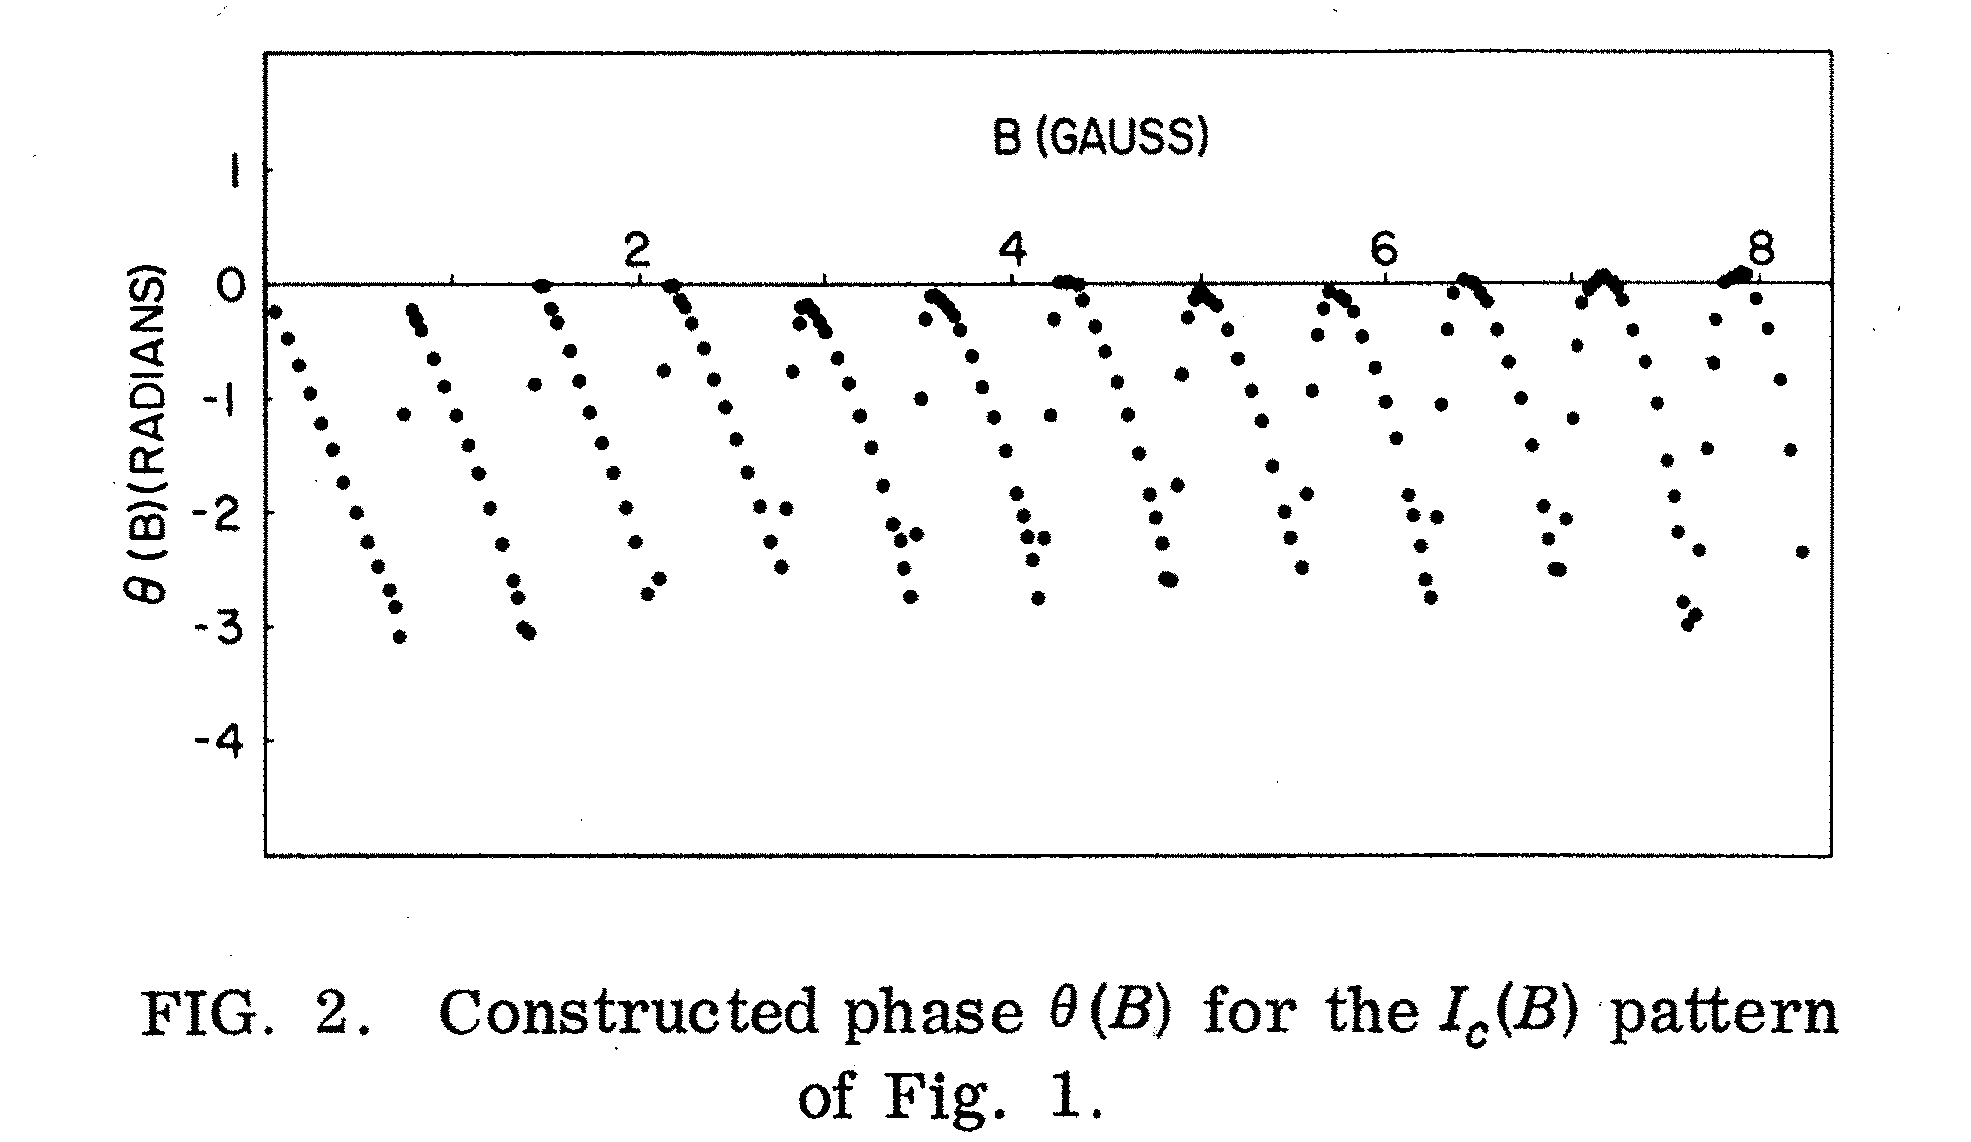 B (GAUSS)
1
2
4
6
8
0
-1
-2
-3
-4
θ (B) (RADIANS)
FIG. 2. Constructed phase θ(B) for the I_c(B) pattern
of Fig. 1.